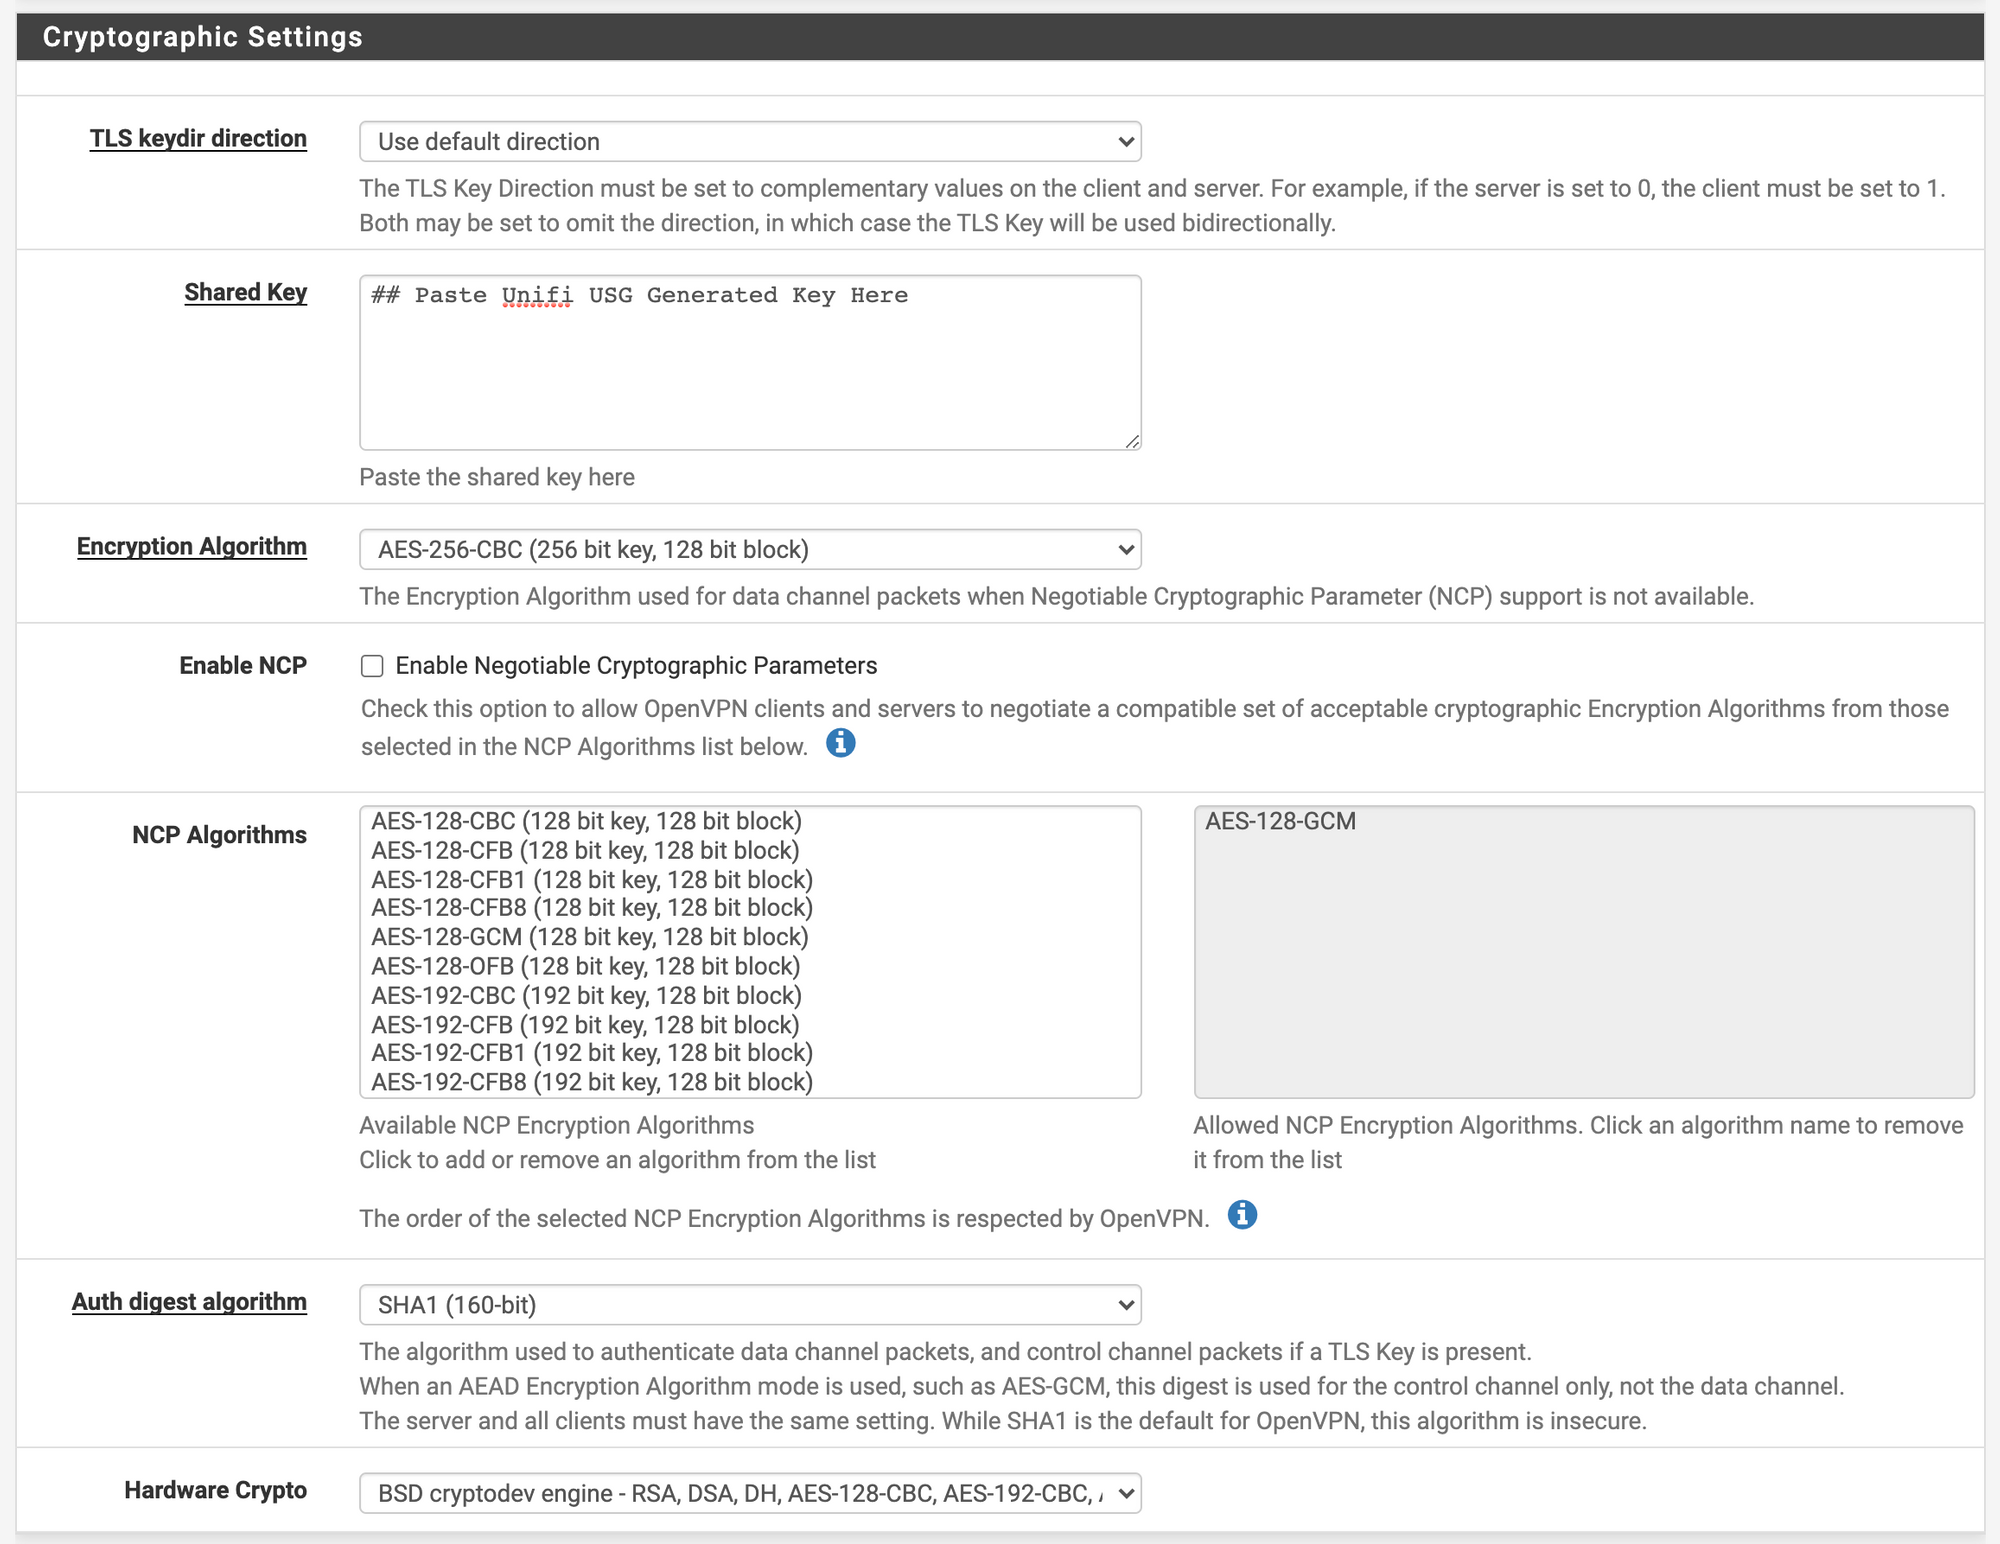 Cryptographic Settings
TLS keydir direction
Use default direction
The TLS Key Direction must be set to complementary values on the client and server. For example, if the server is set to 0, the client must be set to 1.
Both may be set to omit the direction, in which case the TLS Key will be used bidirectionally.
Shared Key
## Paste Unifi USG Generated Key Here
Paste the shared key here
Encryption Algorithm
AES-256-CBC (256 bit key, 128 bit block)
The Encryption Algorithm used for data channel packets when Negotiable Cryptographic Parameter (NCP) support is not available.
Enable NCP
Enable Negotiable Cryptographic Parameters
Check this option to allow OpenVPN clients and servers to negotiate a compatible set of acceptable cryptographic Encryption Algorithms from those
selected in the NCP Algorithms list below.
NCP Algorithms
AES-128-CBC (128 bit key, 128 bit block)
AES-128-CFB (128 bit key, 128 bit block)
AES-128-CFB1 (128 bit key, 128 bit block)
AES-128-CFB8 (128 bit key, 128 bit block)
AES-128-GCM (128 bit key, 128 bit block)
AES-128-OFB (128 bit key, 128 bit block)
AES-192-CBC (192 bit key, 128 bit block)
AES-192-CFB (192 bit key, 128 bit block)
AES-192-CFB1 (192 bit key, 128 bit block)
AES-192-CFB8 (192 bit key, 128 bit block)
Available NCP Encryption Algorithms
Click to add or remove an algorithm from the list
AES-128-GCM
Allowed NCP Encryption Algorithms. Click an algorithm name to remove
it from the list
The order of the selected NCP Encryption Algorithms is respected by OpenVPN.
Auth digest algorithm
SHA1 (160-bit)
The algorithm used to authenticate data channel packets, and control channel packets if a TLS Key is present.
When an AEAD Encryption Algorithm mode is used, such as AES-GCM, this digest is used for the control channel only, not the data channel.
The server and all clients must have the same setting. While SHA1 is the default for OpenVPN, this algorithm is insecure.
Hardware Crypto
BSD cryptodev engine - RSA, DSA, DH, AES-128-CBC, AES-192-CBC,